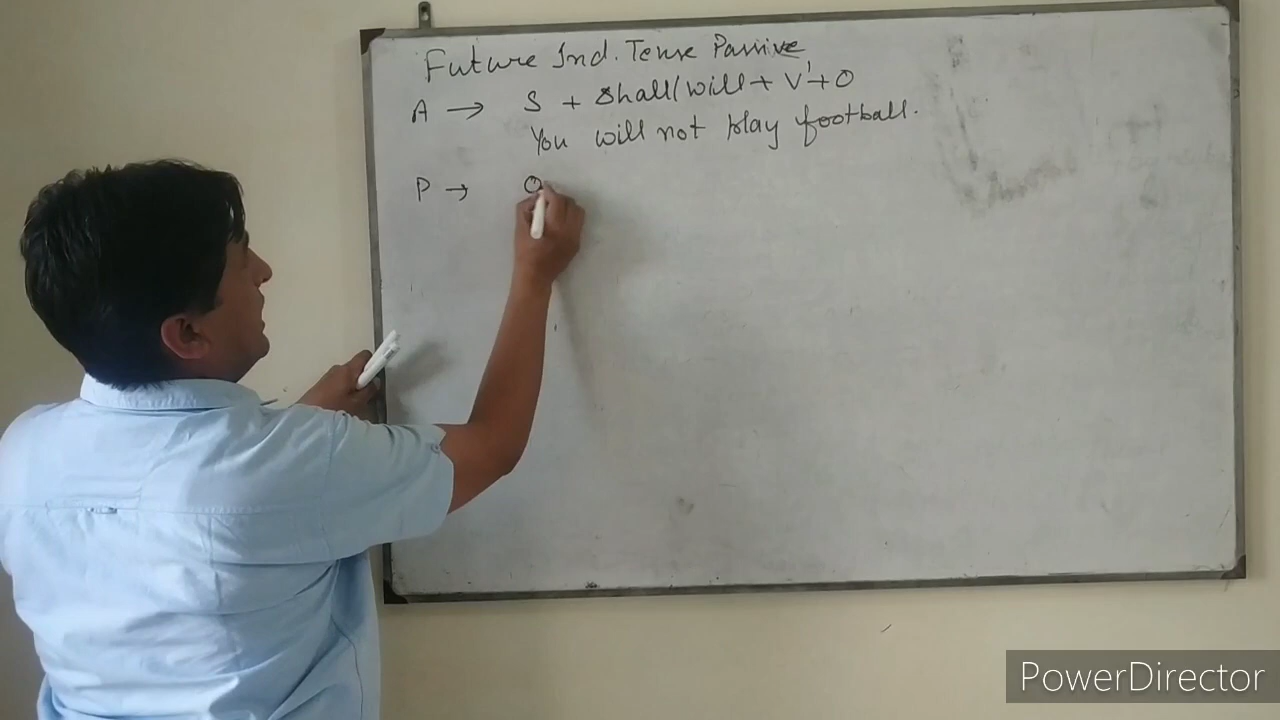 Future Ind. Tense Passive
A → S + shall/will + V¹ + O
You will not play football.
P → O
PowerDirector